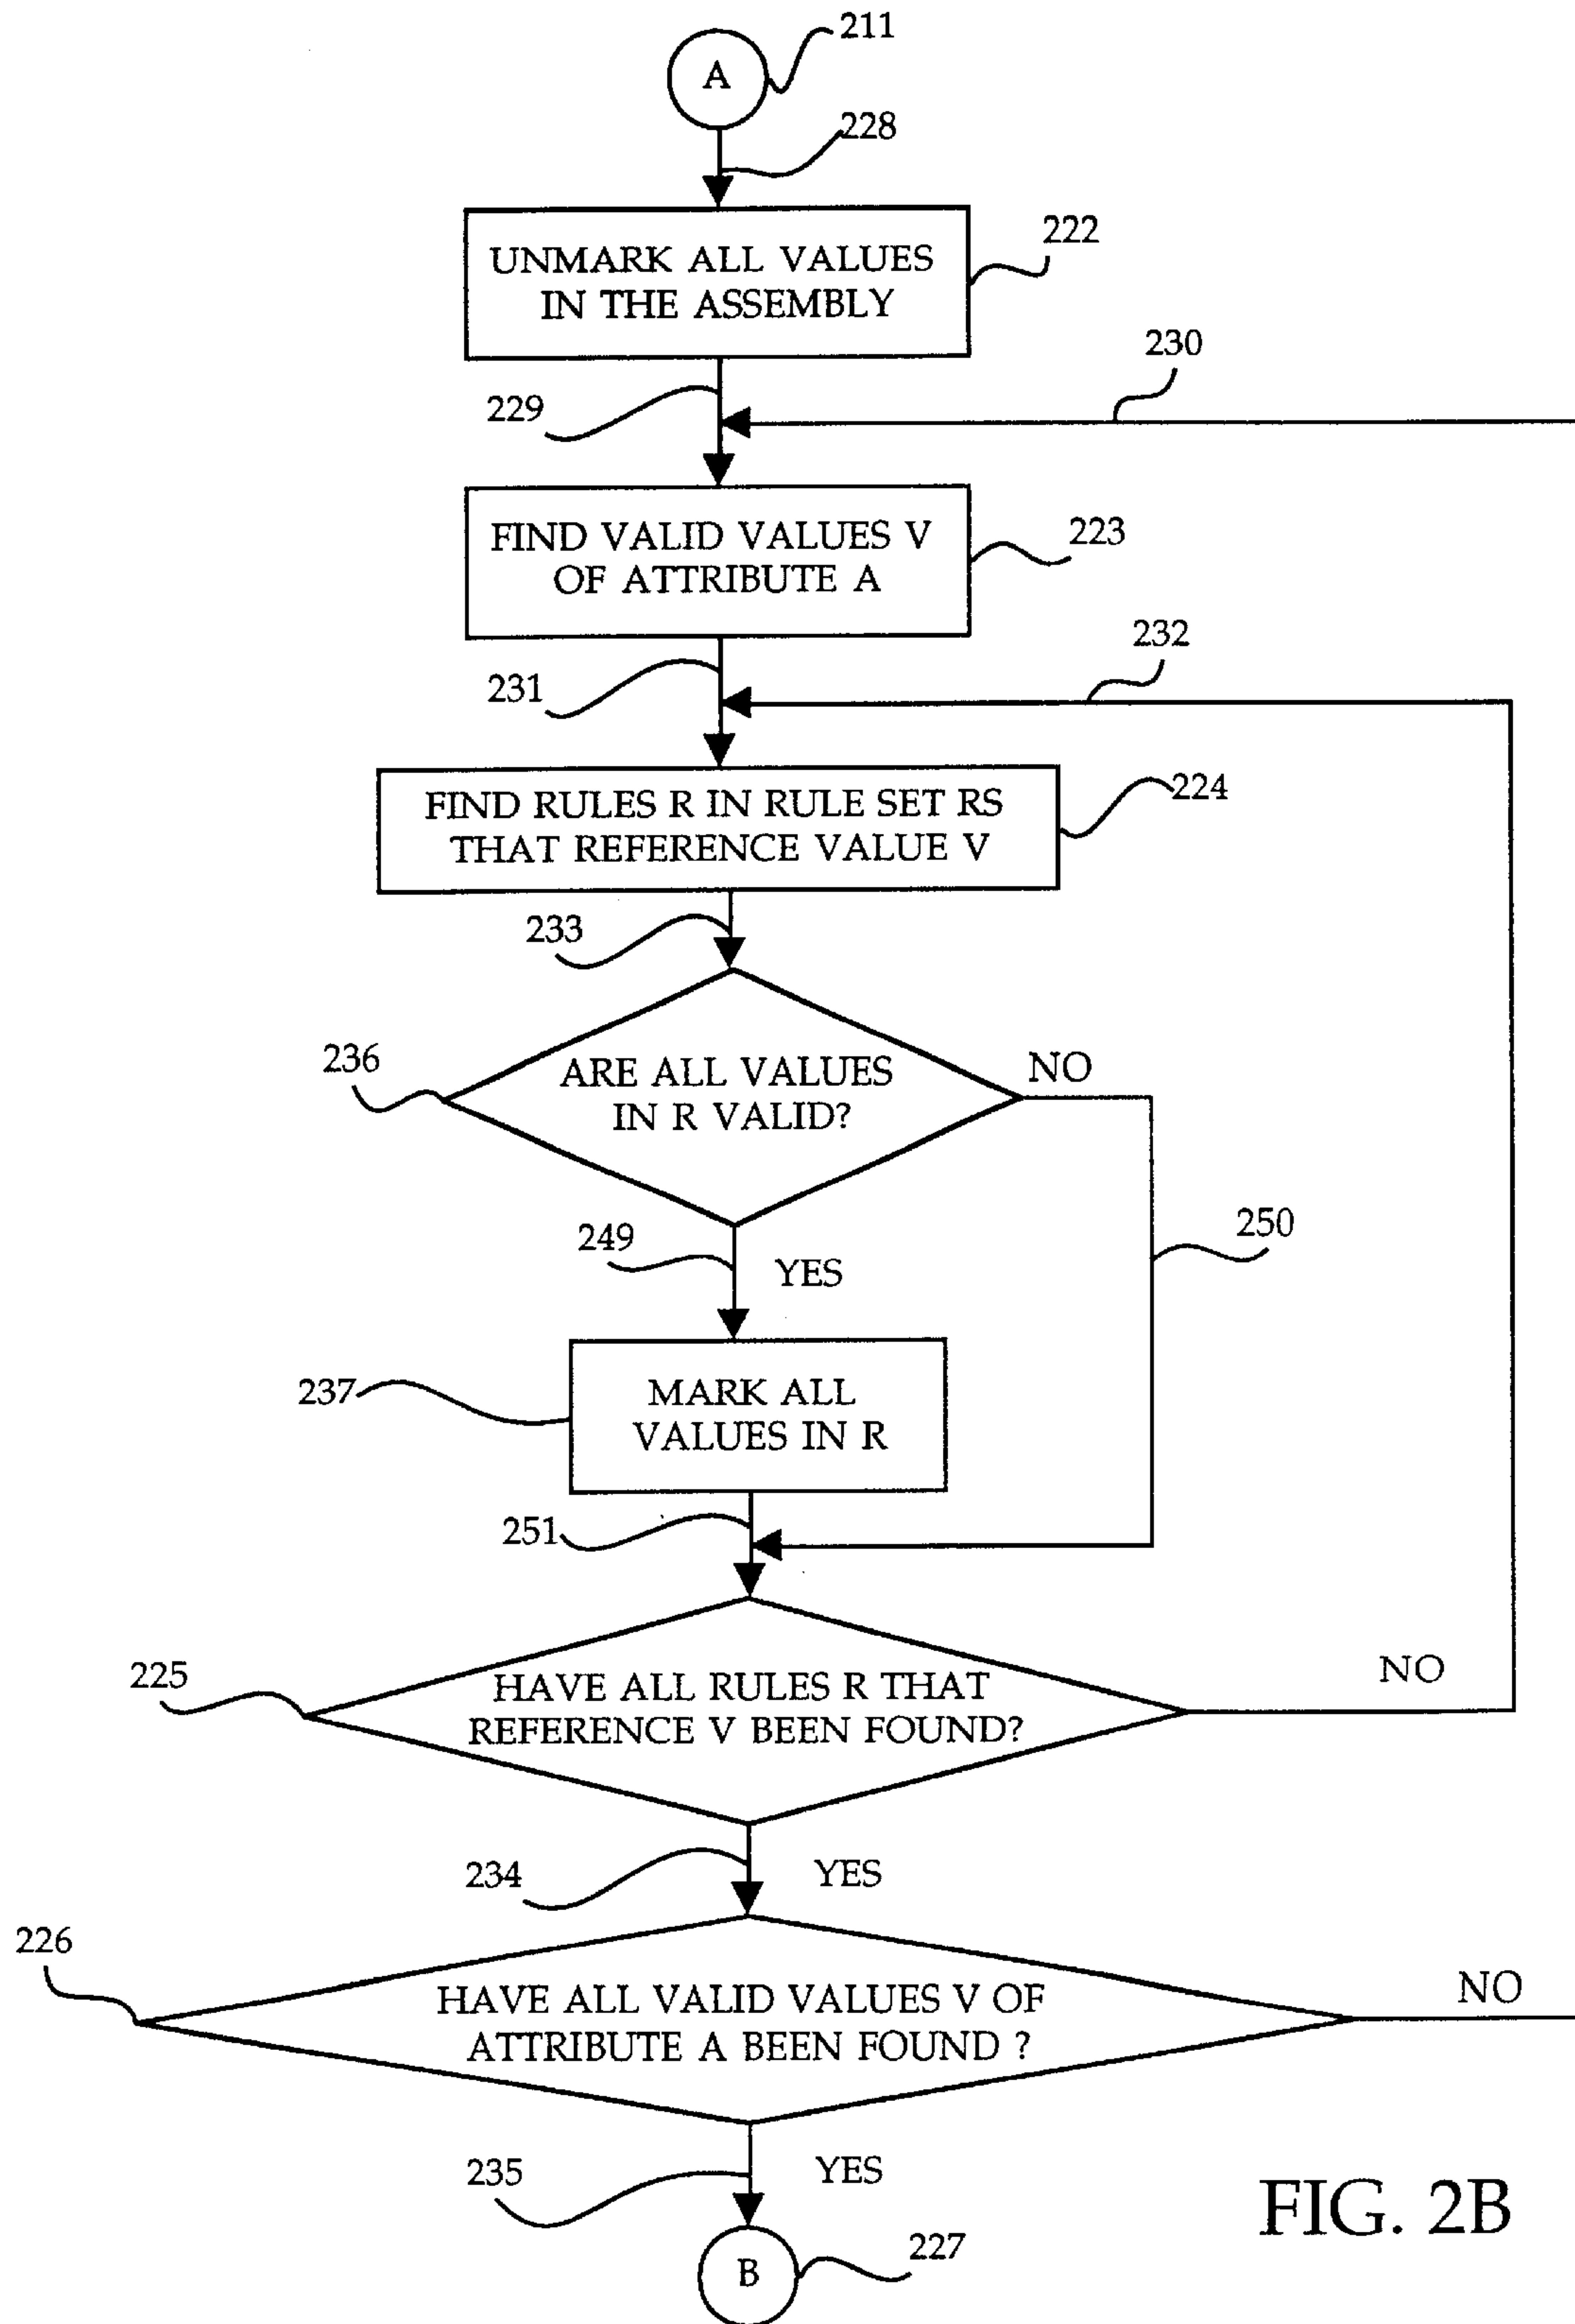 A
211
228
UNMARK ALL VALUES
IN THE ASSEMBLY
222
230
229
FIND VALID VALUES V
OF ATTRIBUTE A
223
232
231
FIND RULES R IN RULE SET RS
THAT REFERENCE VALUE V
224
233
236
ARE ALL VALUES
IN R VALID?
NO
249
YES
250
237
MARK ALL
VALUES IN R
251
225
HAVE ALL RULES R THAT
REFERENCE V BEEN FOUND?
NO
234
YES
226
HAVE ALL VALID VALUES V OF
ATTRIBUTE A BEEN FOUND ?
NO
235
YES
B
227
FIG. 2B